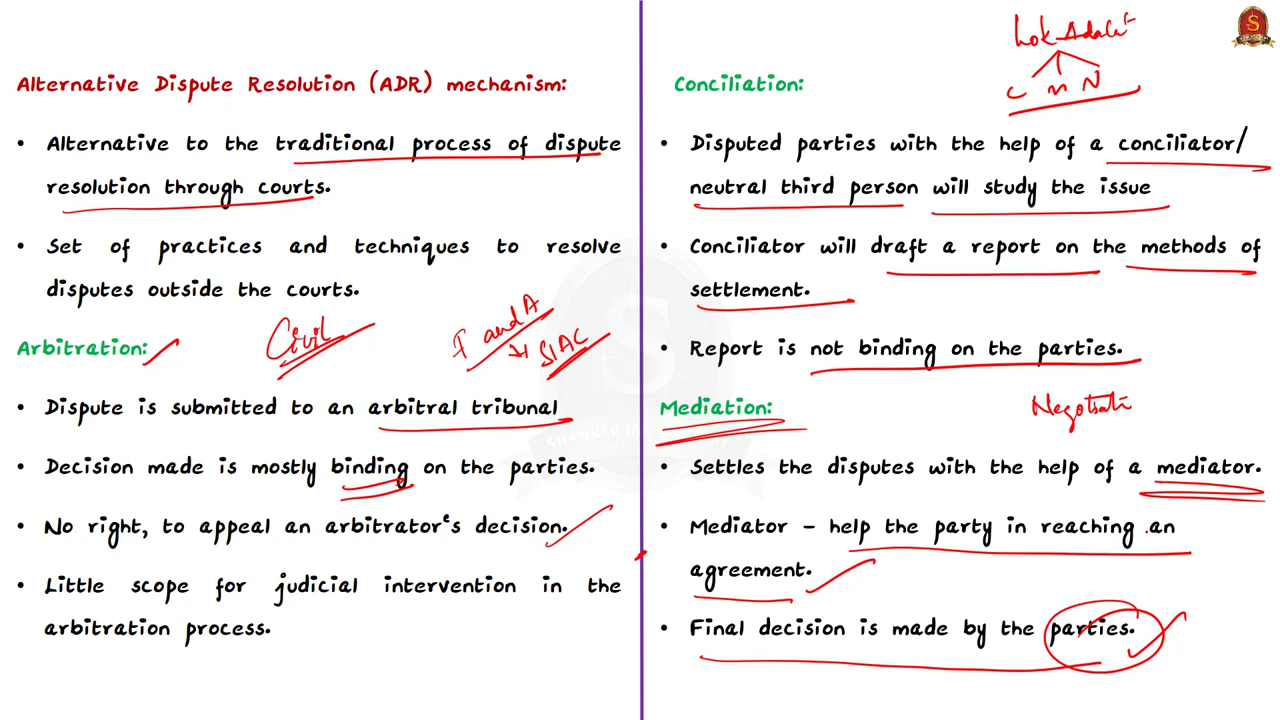 Alternative Dispute Resolution (ADR) mechanism:
• Alternative to the traditional process of dispute
resolution through courts.
• Set of practices and techniques to resolve
disputes outside the courts.
Civil
F and A
SIAC
Arbitration:
• Dispute is submitted to an arbitral tribunal
• Decision made is mostly binding on the parties.
• No right, to appeal an arbitrator's decision.
• Little scope for judicial intervention in the
arbitration process.
Lok Adalat
C M N
Conciliation:
• Disputed parties with the help of a conciliator/
neutral third person will study the issue
• Conciliator will draft a report on the methods of
settlement.
• Report is not binding on the parties.
Mediation:
• Settles the disputes with the help of a mediator.
• Mediator – help the party in reaching an
agreement.
• Final decision is made by the parties.